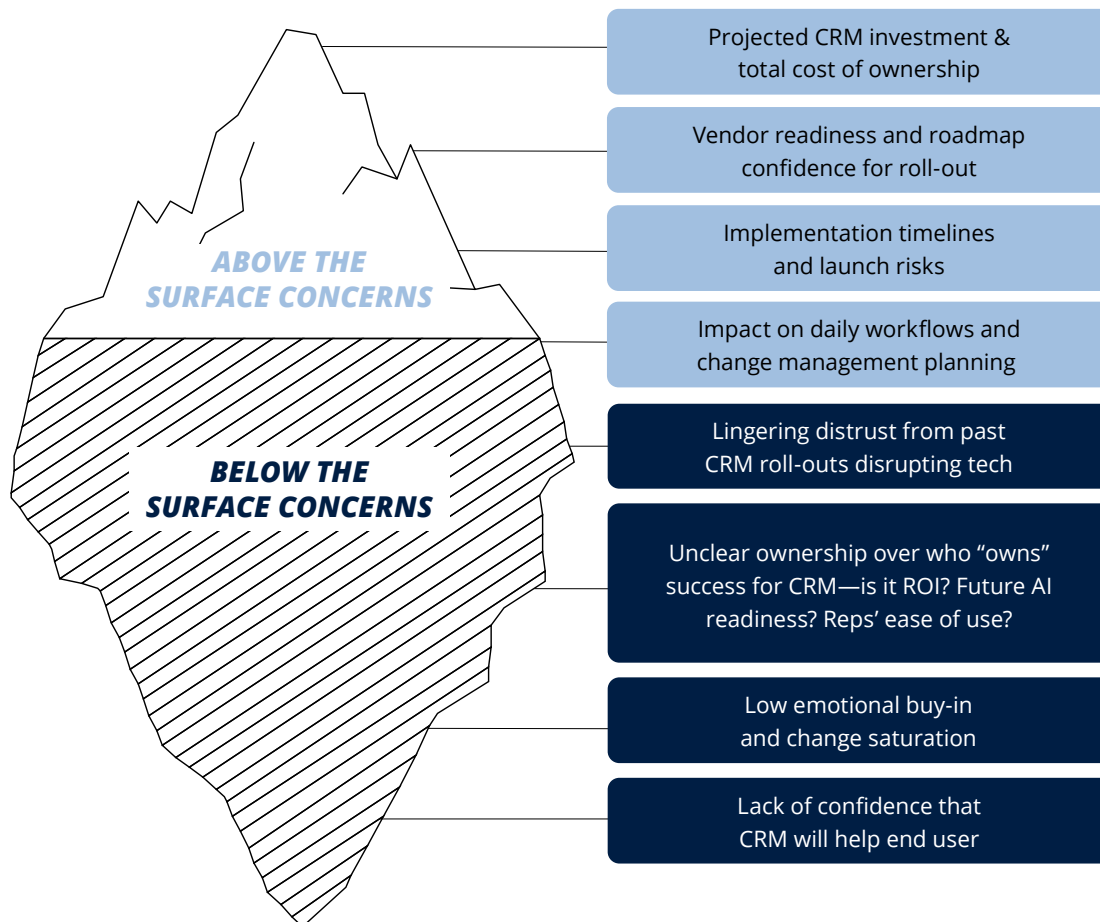 Projected CRM investment &
total cost of ownership
Vendor readiness and roadmap
confidence for roll-out
Implementation timelines
and launch risks
ABOVE THE
SURFACE CONCERNS
Impact on daily workflows and
change management planning
Lingering distrust from past
CRM roll-outs disrupting tech
BELOW THE
SURFACE CONCERNS
Unclear ownership over who “owns”
success for CRM—is it ROI? Future AI
readiness? Reps’ ease of use?
Low emotional buy-in
and change saturation
Lack of confidence that
CRM will help end user